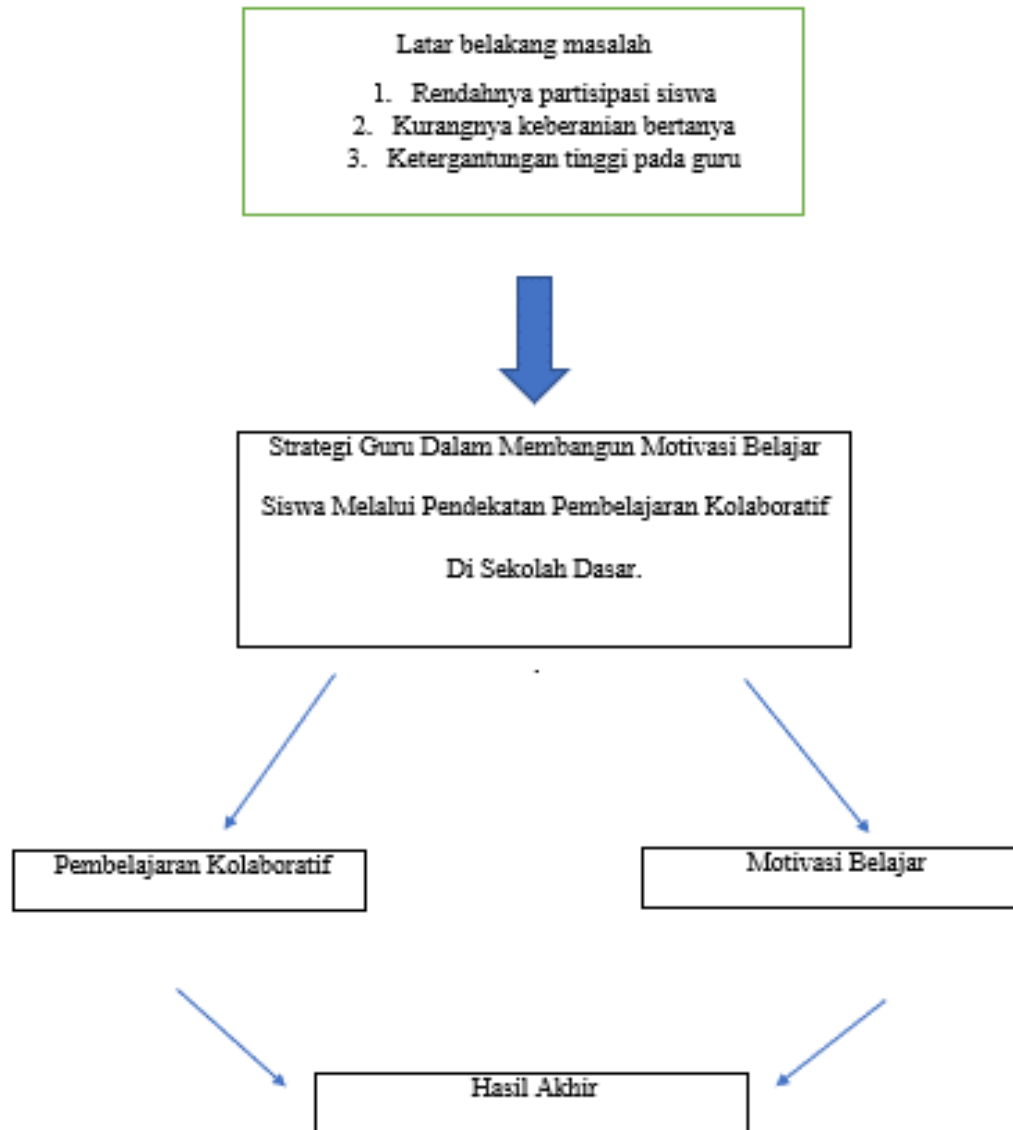 Latar belakang masalah
1. Rendahnya partisipasi siswa
2. Kurangnya keberanian bertanya
3. Ketergantungan tinggi pada guru
Strategi Guru Dalam Membangun Motivasi Belajar
Siswa Melalui Pendekatan Pembelajaran Kolaboratif
Di Sekolah Dasar.
.
Pembelajaran Kolaboratif
Motivasi Belajar
Hasil Akhir